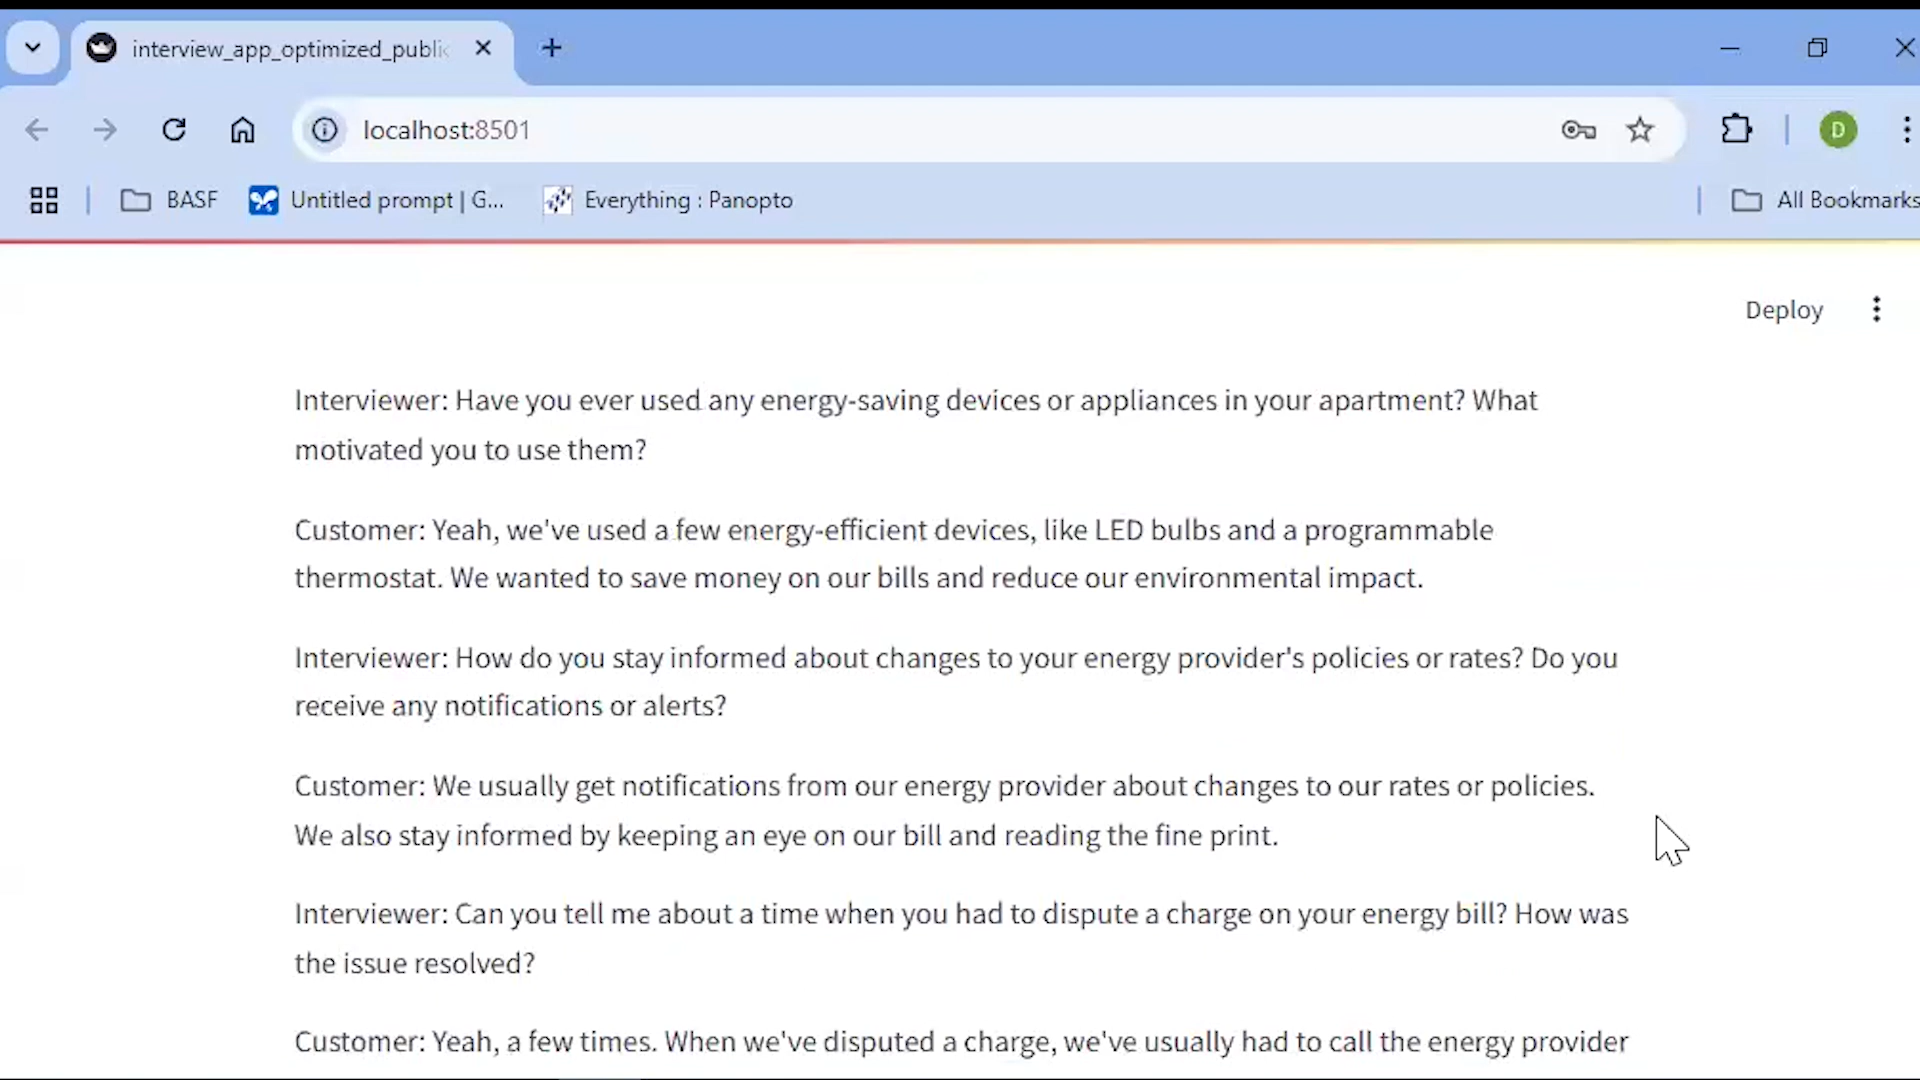 interview_app_optimized_public
localhost:8501
D
BASF
Untitled prompt | G...
Everything : Panopto
All Bookmarks
Deploy
Interviewer: Have you ever used any energy-saving devices or appliances in your apartment? What
motivated you to use them?
Customer: Yeah, we've used a few energy-efficient devices, like LED bulbs and a programmable
thermostat. We wanted to save money on our bills and reduce our environmental impact.
Interviewer: How do you stay informed about changes to your energy provider's policies or rates? Do you
receive any notifications or alerts?
Customer: We usually get notifications from our energy provider about changes to our rates or policies.
We also stay informed by keeping an eye on our bill and reading the fine print.
Interviewer: Can you tell me about a time when you had to dispute a charge on your energy bill? How was
the issue resolved?
Customer: Yeah, a few times. When we've disputed a charge, we've usually had to call the energy provider